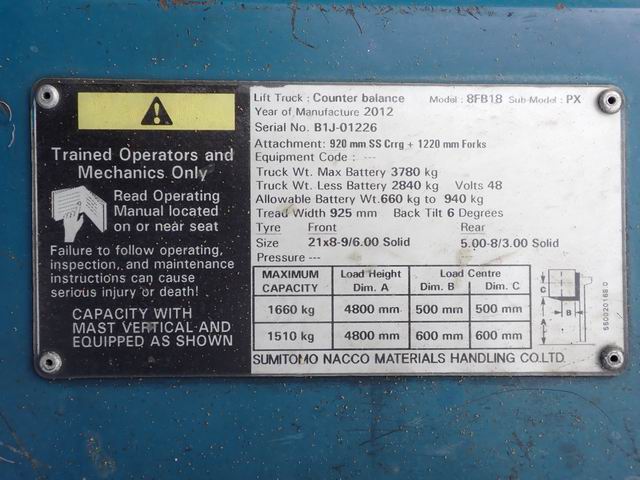 Trained Operators and
Mechanics Only
Read Operating
Manual located
on or near seat
Failure to follow operating,
inspection, and maintenance
instructions can cause
serious injury or death!
CAPACITY WITH
MAST VERTICAL AND
EQUIPPED AS SHOWN
Lift Truck : Counter balance Model : 8FB18 Sub-Model : PX
Year of Manufacture 2012
Serial No. B1J-01226
Attachment: 920 mm SS Crrg + 1220 mm Forks
Equipment Code : ---
Truck Wt. Max Battery 3780 kg
Truck Wt. Less Battery 2840 kg Volts 48
Allowable Battery Wt. 660 kg to 940 kg
Tread Width 925 mm Back Tilt 6 Degrees
Tyre Front Rear
Size 21x8-9/6.00 Solid 5.00-8/3.00 Solid
Pressure ---
MAXIMUM CAPACITY Load Height Dim. A Load Centre Dim. B Dim. C
1660 kg 4800 mm 500 mm 500 mm
1510 kg 4800 mm 600 mm 600 mm
SUMITOMO NACCO MATERIALS HANDLING CO.LTD.
C
B
A